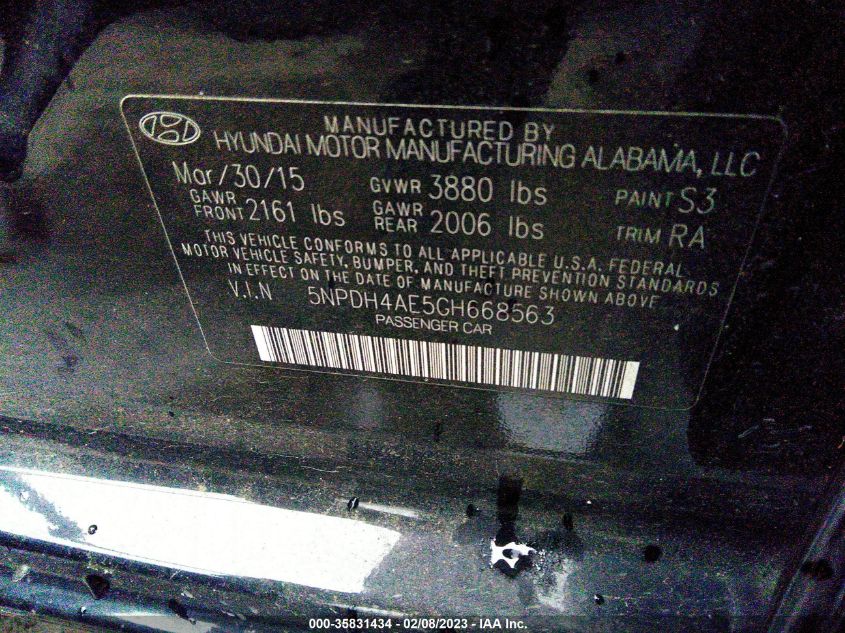 MANUFACTURED BY
HYUNDAI MOTOR MANUFACTURING ALABAMA, LLC
Mar/30/15 GVWR 3880 lbs PAINT S3
GAWR FRONT 2161 lbs GAWR REAR 2006 lbs TRIM RA
THIS VEHICLE CONFORMS TO ALL APPLICABLE U.S.A. FEDERAL
MOTOR VEHICLE SAFETY, BUMPER, AND THEFT PREVENTION STANDARDS
IN EFFECT ON THE DATE OF MANUFACTURE SHOWN ABOVE
V.I.N 5NPDH4AE5GH668563
PASSENGER CAR
000-35831434 - 02/08/2023 - © IAA Inc.